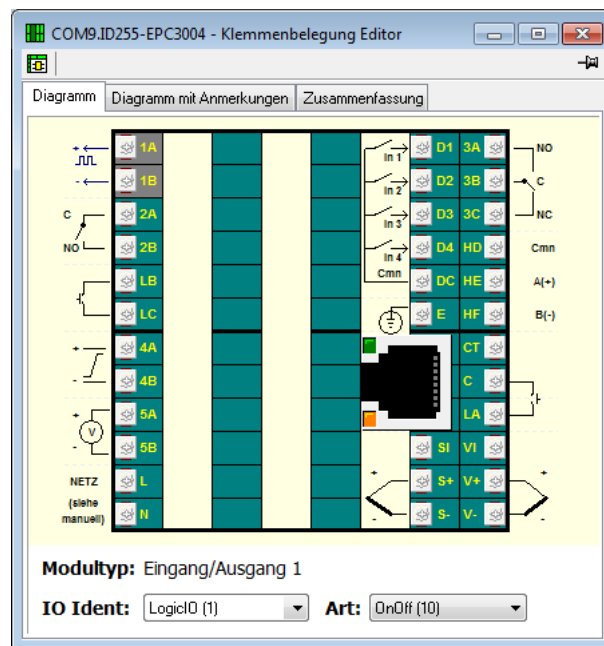 COM9.ID255-EPC3004 - Klemmenbelegung Editor
Diagramm
Diagramm mit Anmerkungen
Zusammenfassung
+
1A
In 1
D1
3A
NO
-
1B
In 2
D2
3B
C
C
2A
In 3
D3
3C
NC
NO
2B
In 4
D4
HD
Cmn
LB
Cmn
DC
HE
A(+)
LC
E
HF
B(-)
+
4A
CT
-
4B
C
+
5A
LA
V
-
5B
SI
VI
NETZ
L
+
S+
V+
+
(siehe
manuell)
N
-
S-
V-
-
Modultyp: Eingang/Ausgang 1
IO Ident: LogicIO (1)
Art: OnOff (10)